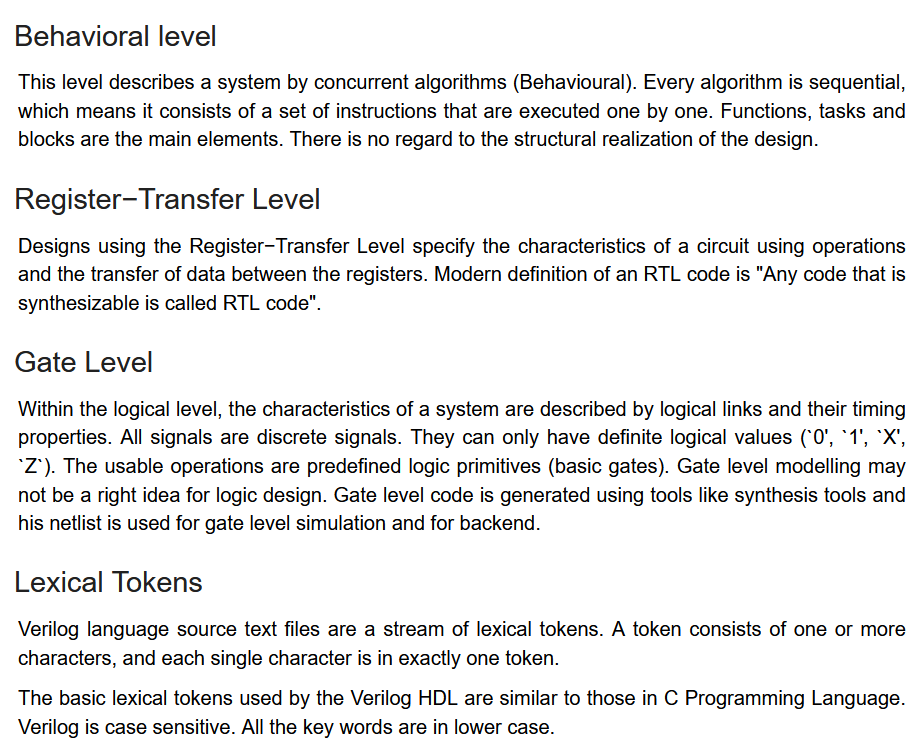 Behavioral level
This level describes a system by concurrent algorithms (Behavioural). Every algorithm is sequential,
which means it consists of a set of instructions that are executed one by one. Functions, tasks and
blocks are the main elements. There is no regard to the structural realization of the design.
Register−Transfer Level
Designs using the Register−Transfer Level specify the characteristics of a circuit using operations
and the transfer of data between the registers. Modern definition of an RTL code is "Any code that is
synthesizable is called RTL code".
Gate Level
Within the logical level, the characteristics of a system are described by logical links and their timing
properties. All signals are discrete signals. They can only have definite logical values (`0', `1', `X',
`Z`). The usable operations are predefined logic primitives (basic gates). Gate level modelling may
not be a right idea for logic design. Gate level code is generated using tools like synthesis tools and
his netlist is used for gate level simulation and for backend.
Lexical Tokens
Verilog language source text files are a stream of lexical tokens. A token consists of one or more
characters, and each single character is in exactly one token.
The basic lexical tokens used by the Verilog HDL are similar to those in C Programming Language.
Verilog is case sensitive. All the key words are in lower case.